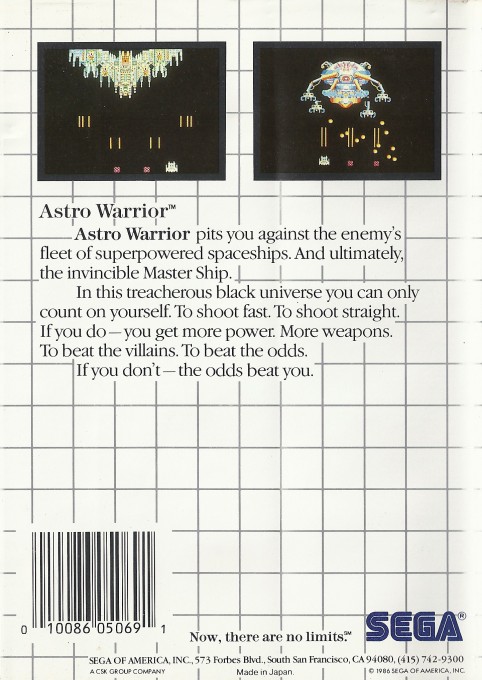 Astro Warrior™
Astro Warrior pits you against the enemy's
fleet of superpowered spaceships. And ultimately,
the invincible Master Ship.
In this treacherous black universe you can only
count on yourself. To shoot fast. To shoot straight.
If you do—you get more power. More weapons.
To beat the villains. To beat the odds.
If you don't—the odds beat you.
0 10086 05069 1
Now, there are no limits.℠
SEGA®
SEGA OF AMERICA, INC., 573 Forbes Blvd., South San Francisco, CA 94080, (415) 742-9300
A CSK GROUP COMPANY
Made in Japan.
© 1986 SEGA OF AMERICA, INC.